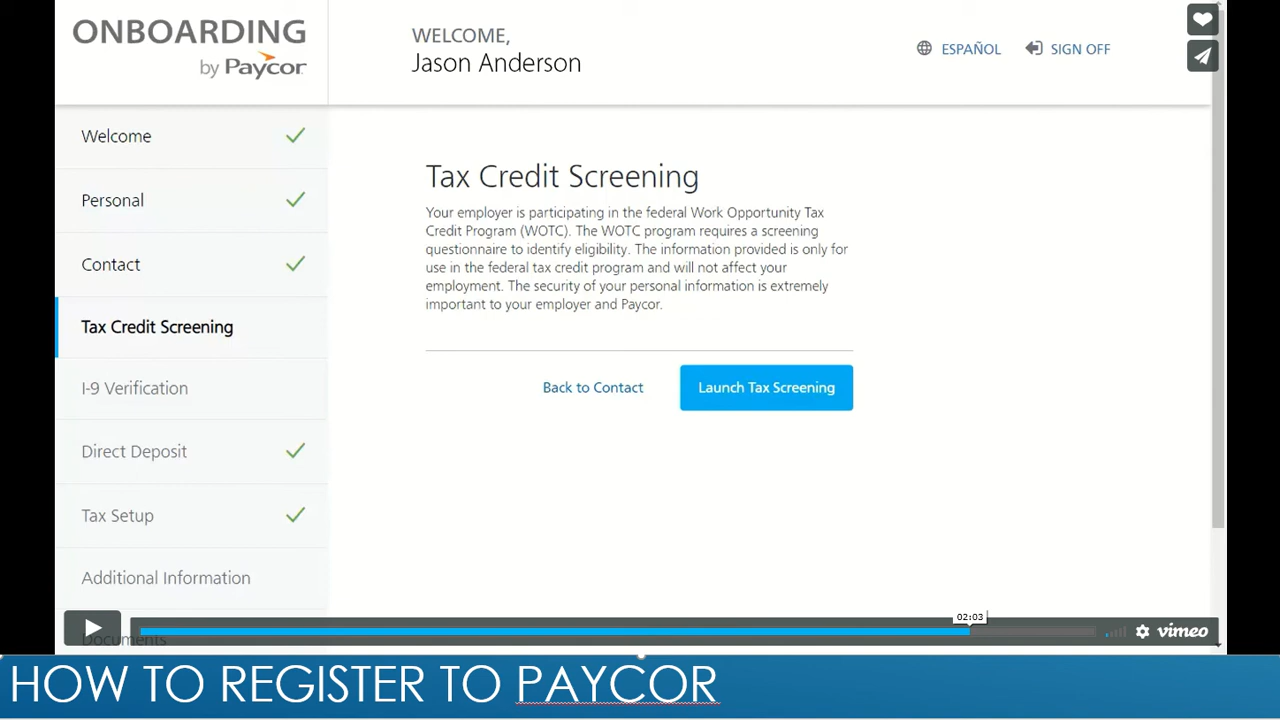 ONBOARDING
by Paycor
WELCOME,
Jason Anderson
ESPAÑOL
SIGN OFF
Welcome
Personal
Contact
Tax Credit Screening
I-9 Verification
Direct Deposit
Tax Setup
Additional Information
Documents
Tax Credit Screening
Your employer is participating in the federal Work Opportunity Tax
Credit Program (WOTC). The WOTC program requires a screening
questionnaire to identify eligibility. The information provided is only for
use in the federal tax credit program and will not affect your
employment. The security of your personal information is extremely
important to your employer and Paycor.
Back to Contact
Launch Tax Screening
02:03
vimeo
HOW TO REGISTER TO PAYCOR